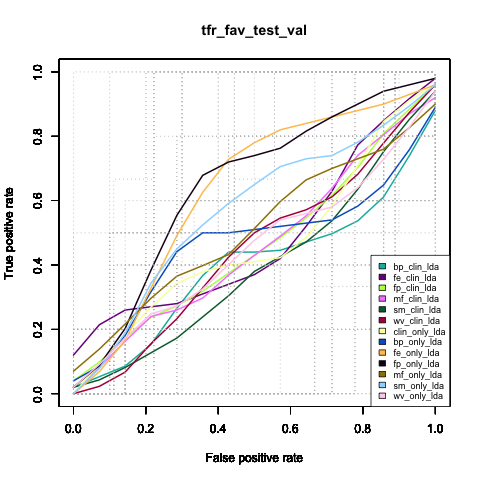 tfr_fav_test_val
True positive rate
1.0
0.8
0.6
0.4
0.2
0.0
bp_clin_lda
fe_clin_lda
fp_clin_lda
mf_clin_lda
sm_clin_lda
wv_clin_lda
clin_only_lda
bp_only_lda
fe_only_lda
fp_only_lda
mf_only_lda
sm_only_lda
wv_only_lda
0.0 0.2 0.4 0.6 0.8 1.0
False positive rate